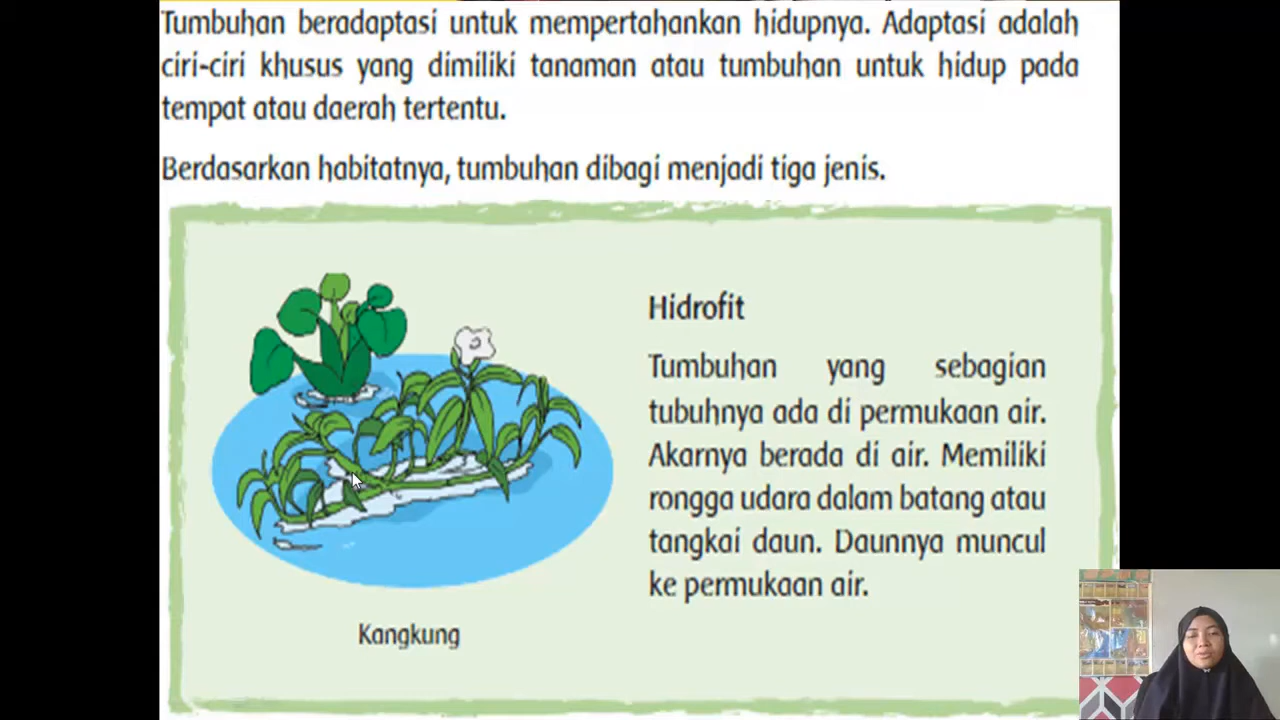 Tumbuhan beradaptasi untuk mempertahankan hidupnya. Adaptasi adalah
ciri-ciri khusus yang dimiliki tanaman atau tumbuhan untuk hidup pada
tempat atau daerah tertentu.
Berdasarkan habitatnya, tumbuhan dibagi menjadi tiga jenis.
Hidrofit
Tumbuhan yang sebagian
tubuhnya ada di permukaan air.
Akarnya berada di air. Memiliki
rongga udara dalam batang atau
tangkai daun. Daunnya muncul
ke permukaan air.
Kangkung